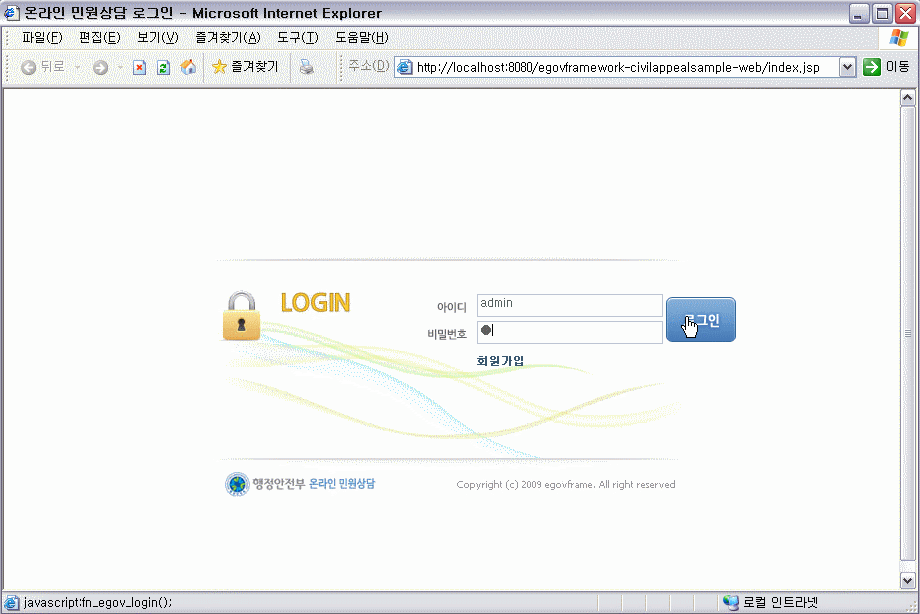 온라인 민원상담 로그인 - Microsoft Internet Explorer
파일(F) 편집(E) 보기(V) 즐겨찾기(A) 도구(T) 도움말(H)
뒤로 즐겨찾기 주소(D) http://localhost:8080/egovframework-civilappealsample-web/index.jsp 이동
LOGIN
아이디 admin
비밀번호 ●
로그인
회원가입
행정안전부 온라인 민원상담 Copyright (c) 2009 egovframe. All right reserved
javascript:fn_egov_login(); 로컬 인트라넷